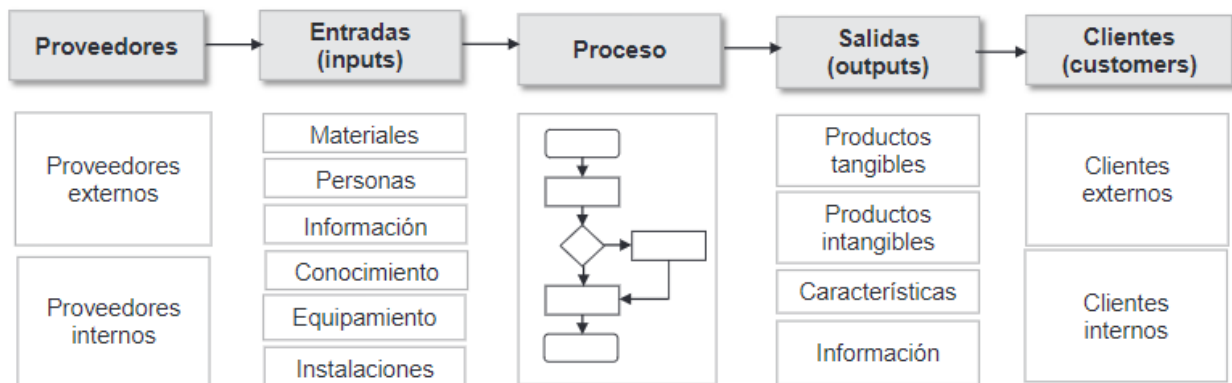 Proveedores
Entradas
(inputs)
Proceso
Salidas
(outputs)
Clientes
(customers)
Proveedores
externos
Proveedores
internos
Materiales
Personas
Información
Conocimiento
Equipamiento
Instalaciones
Productos
tangibles
Productos
intangibles
Características
Información
Clientes
externos
Clientes
internos